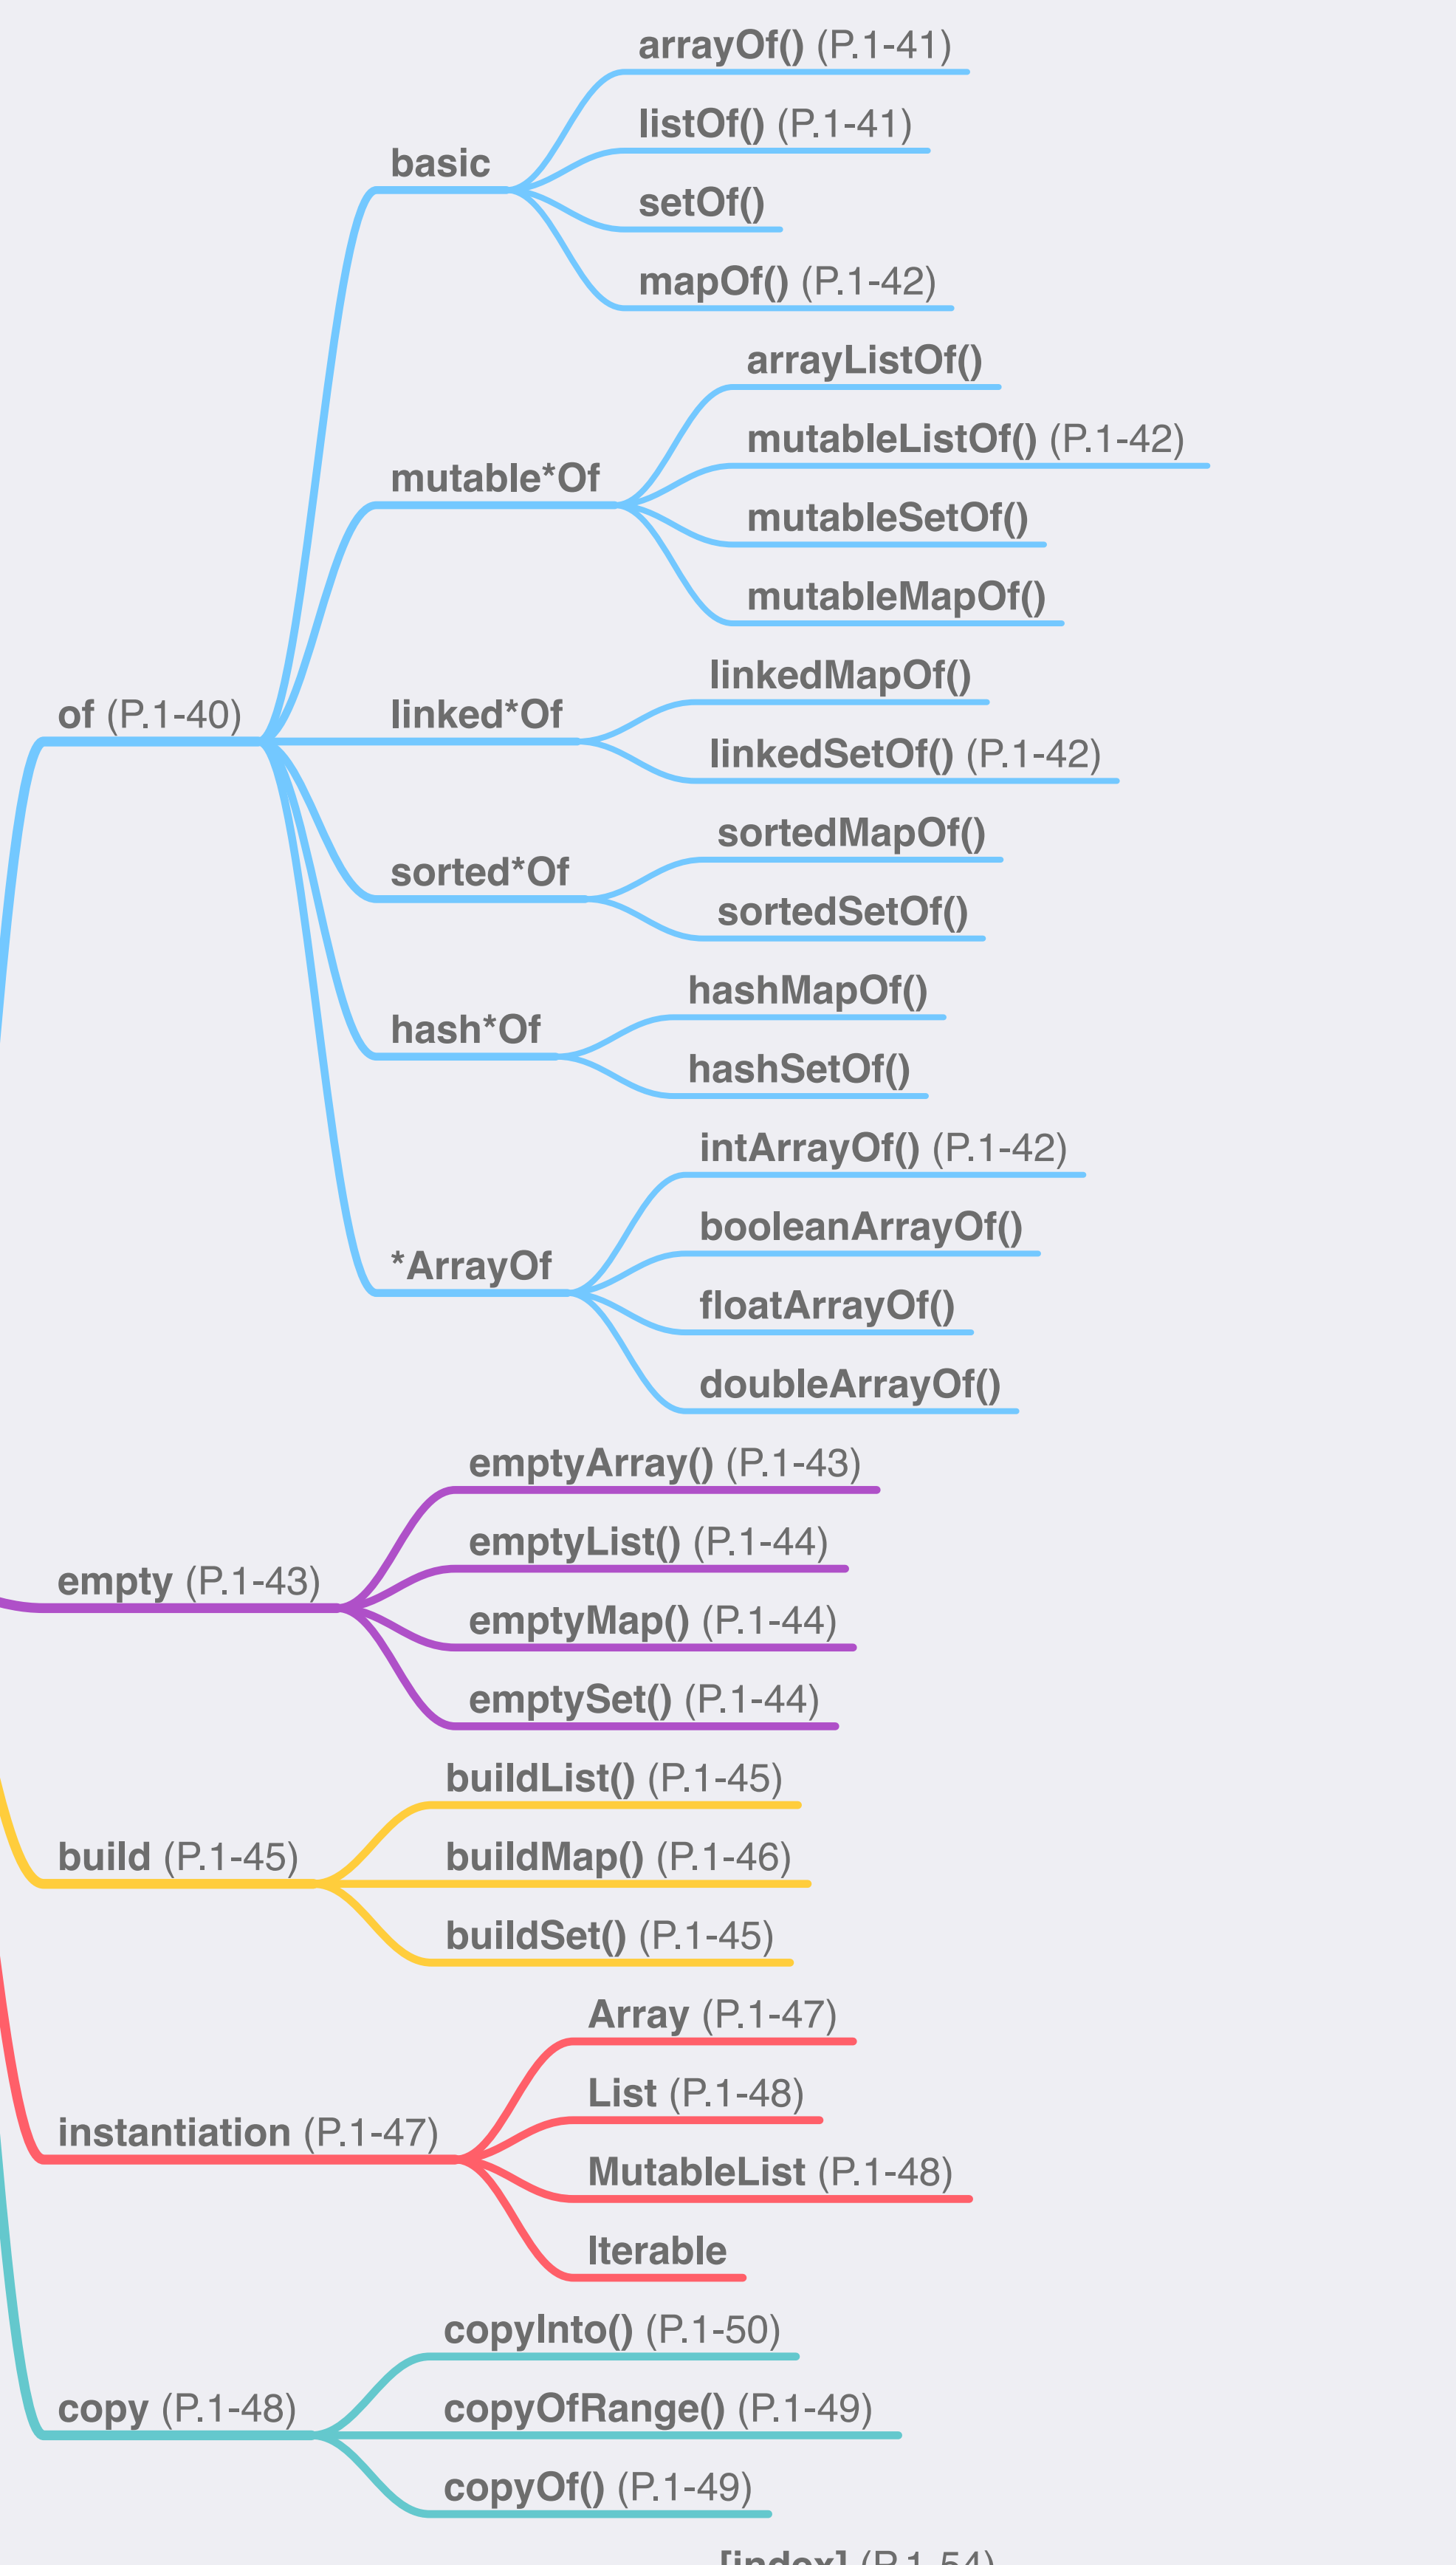 arrayOf() (P.1-41)
listOf() (P.1-41)
basic
setOf()
mapOf() (P.1-42)
arrayListOf()
mutableListOf() (P.1-42)
mutable*Of
mutableSetOf()
mutableMapOf()
linkedMapOf()
of (P.1-40)
linked*Of
linkedSetOf() (P.1-42)
sortedMapOf()
sorted*Of
sortedSetOf()
hashMapOf()
hash*Of
hashSetOf()
intArrayOf() (P.1-42)
booleanArrayOf()
*ArrayOf
floatArrayOf()
doubleArrayOf()
emptyArray() (P.1-43)
emptyList() (P.1-44)
empty (P.1-43)
emptyMap() (P.1-44)
emptySet() (P.1-44)
buildList() (P.1-45)
build (P.1-45)
buildMap() (P.1-46)
buildSet() (P.1-45)
Array (P.1-47)
List (P.1-48)
instantiation (P.1-47)
MutableList (P.1-48)
Iterable
copyInto() (P.1-50)
copy (P.1-48)
copyOfRange() (P.1-49)
copyOf() (P.1-49)
[index] (P.1-54)